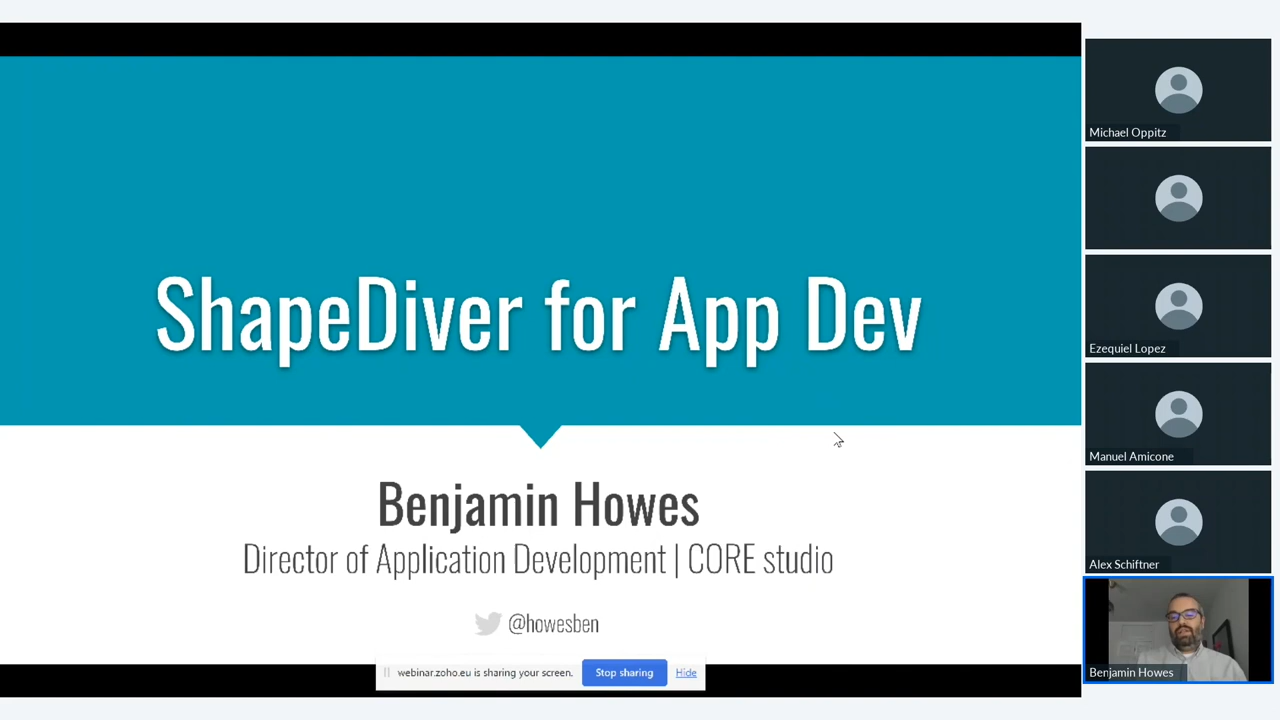 ShapeDiver for App Dev
Benjamin Howes
Director of Application Development | CORE studio
@howesben
webinar.zoho.eu is sharing your screen. Stop sharing Hide
Michael Oppitz
Ezequiel Lopez
Manuel Amicone
Alex Schiftner
Benjamin Howes